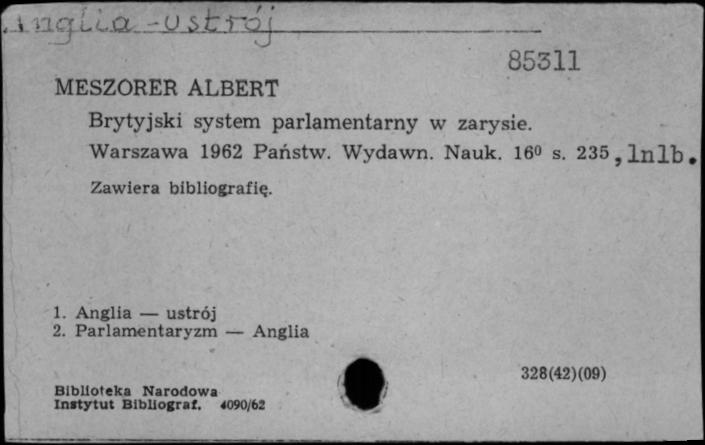 Anglia - ustrój
85311
MESZORER ALBERT
Brytyjski system parlamentarny w zarysie.
Warszawa 1962 Państw. Wydawn. Nauk. 16⁰ s. 235, lnlb.
Zawiera bibliografię.
1. Anglia — ustrój
2. Parlamentaryzm — Anglia
328(42)(09)
Biblioteka Narodowa
Instytut Bibliograf. 4090/62